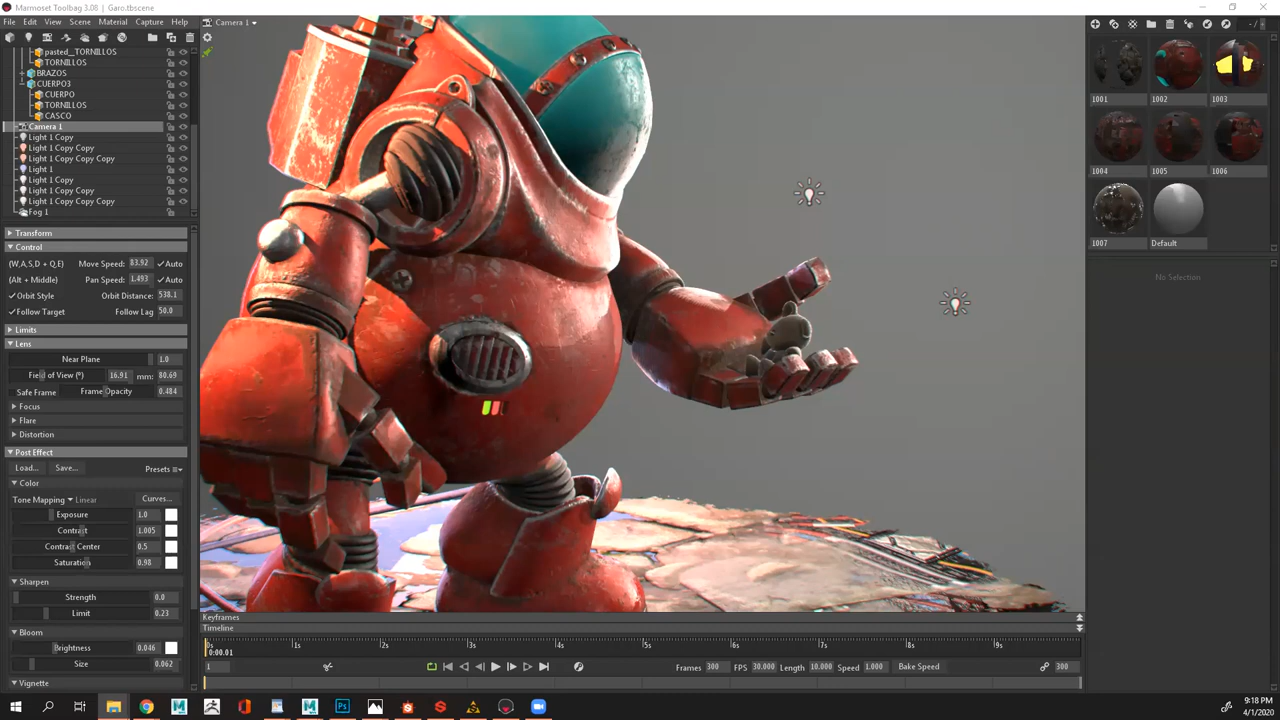 Marmoset Toolbag 3.08 | Garo.tbscene
File Edit View Scene Material Capture Help
Camera 1
pasted__TORNILLOS
TORNILLOS
BRAZOS
CUERPO3
CUERPO
TORNILLOS
CASCO
Camera 1
Light 1 Copy
Light 1 Copy Copy
Light 1 Copy Copy Copy
Light 1
Light 1 Copy
Light 1 Copy Copy
Light 1 Copy Copy Copy
Fog 1
Transform
Control
(W,A,S,D + Q,E) Move Speed: 83.92 Auto
(Alt + Middle) Pan Speed: 1.493 Auto
Orbit Style Orbit Distance: 538.1
Follow Target Follow Lag 50.0
Limits
Lens
Near Plane 1.0
Field of View (°) 16.91 mm: 80.69
Safe Frame Frame Opacity 0.484
Focus
Flare
Distortion
Post Effect
Load... Save... Presets
Color
Tone Mapping Linear Curves...
Exposure 1.0
Contrast 1.005
Contrast Center 0.5
Saturation 0.98
Sharpen
Strength 0.0
Limit 0.23
Bloom
Brightness 0.046
Size 0.062
Vignette
1001 1002 1003
1004 1005 1006
1007 Default
No Selection
Keyframes
Timeline
0s 1s 2s 3s 4s 5s 6s 7s 8s 9s
0:00.01
1 Frames 300 FPS 30.000 Length 10.000 Speed 1.000 Bake Speed 300
9:18 PM
4/1/2020